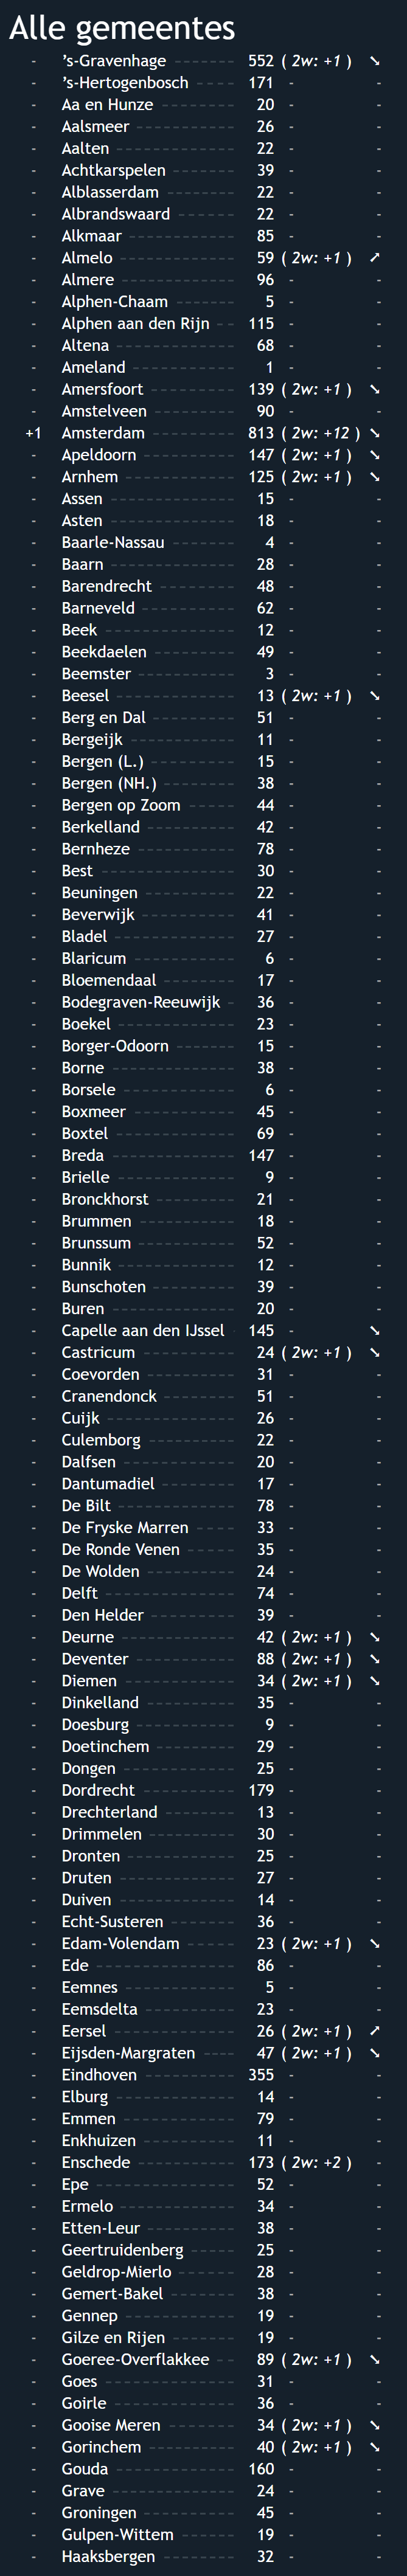 Alle gemeentes
- ’s-Gravenhage 552 ( 2w: +1 ) ➘
- ’s-Hertogenbosch 171 - -
- Aa en Hunze 20 - -
- Aalsmeer 26 - -
- Aalten 22 - -
- Achtkarspelen 39 - -
- Alblasserdam 22 - -
- Albrandswaard 22 - -
- Alkmaar 85 - -
- Almelo 59 ( 2w: +1 ) ➚
- Almere 96 - -
- Alphen-Chaam 5 - -
- Alphen aan den Rijn 115 - -
- Altena 68 - -
- Ameland 1 - -
- Amersfoort 139 ( 2w: +1 ) ➘
- Amstelveen 90 - -
+1 Amsterdam 813 ( 2w: +12 ) ➘
- Apeldoorn 147 ( 2w: +1 ) ➘
- Arnhem 125 ( 2w: +1 ) ➘
- Assen 15 - -
- Asten 18 - -
- Baarle-Nassau 4 - -
- Baarn 28 - -
- Barendrecht 48 - -
- Barneveld 62 - -
- Beek 12 - -
- Beekdaelen 49 - -
- Beemster 3 - -
- Beesel 13 ( 2w: +1 ) ➘
- Berg en Dal 51 - -
- Bergeijk 11 - -
- Bergen (L.) 15 - -
- Bergen (NH.) 38 - -
- Bergen op Zoom 44 - -
- Berkelland 42 - -
- Bernheze 78 - -
- Best 30 - -
- Beuningen 22 - -
- Beverwijk 41 - -
- Bladel 27 - -
- Blaricum 6 - -
- Bloemendaal 17 - -
- Bodegraven-Reeuwijk 36 - -
- Boekel 23 - -
- Borger-Odoorn 15 - -
- Borne 38 - -
- Borsele 6 - -
- Boxmeer 45 - -
- Boxtel 69 - -
- Breda 147 - -
- Brielle 9 - -
- Bronckhorst 21 - -
- Brummen 18 - -
- Brunssum 52 - -
- Bunnik 12 - -
- Bunschoten 39 - -
- Buren 20 - -
- Capelle aan den IJssel 145 - ➘
- Castricum 24 ( 2w: +1 ) ➘
- Coevorden 31 - -
- Cranendonck 51 - -
- Cuijk 26 - -
- Culemborg 22 - -
- Dalfsen 20 - -
- Dantumadiel 17 - -
- De Bilt 78 - -
- De Fryske Marren 33 - -
- De Ronde Venen 35 - -
- De Wolden 24 - -
- Delft 74 - -
- Den Helder 39 - -
- Deurne 42 ( 2w: +1 ) ➘
- Deventer 88 ( 2w: +1 ) ➘
- Diemen 34 ( 2w: +1 ) ➘
- Dinkelland 35 - -
- Doesburg 9 - -
- Doetinchem 29 - -
- Dongen 25 - -
- Dordrecht 179 - -
- Drechterland 13 - -
- Drimmelen 30 - -
- Dronten 25 - -
- Druten 27 - -
- Duiven 14 - -
- Echt-Susteren 36 - -
- Edam-Volendam 23 ( 2w: +1 ) ➘
- Ede 86 - -
- Eemnes 5 - -
- Eemsdelta 23 - -
- Eersel 26 ( 2w: +1 ) ➚
- Eijsden-Margraten 47 ( 2w: +1 ) ➘
- Eindhoven 355 - -
- Elburg 14 - -
- Emmen 79 - -
- Enkhuizen 11 - -
- Enschede 173 ( 2w: +2 ) -
- Epe 52 - -
- Ermelo 34 - -
- Etten-Leur 38 - -
- Geertruidenberg 25 - -
- Geldrop-Mierlo 28 - -
- Gemert-Bakel 38 - -
- Gennep 19 - -
- Gilze en Rijen 19 - -
- Goeree-Overflakkee 89 ( 2w: +1 ) ➘
- Goes 31 - -
- Goirle 36 - -
- Gooise Meren 34 ( 2w: +1 ) ➘
- Gorinchem 40 ( 2w: +1 ) ➘
- Gouda 160 - -
- Grave 24 - -
- Groningen 45 - -
- Gulpen-Wittem 19 - -
- Haaksbergen 32 - -